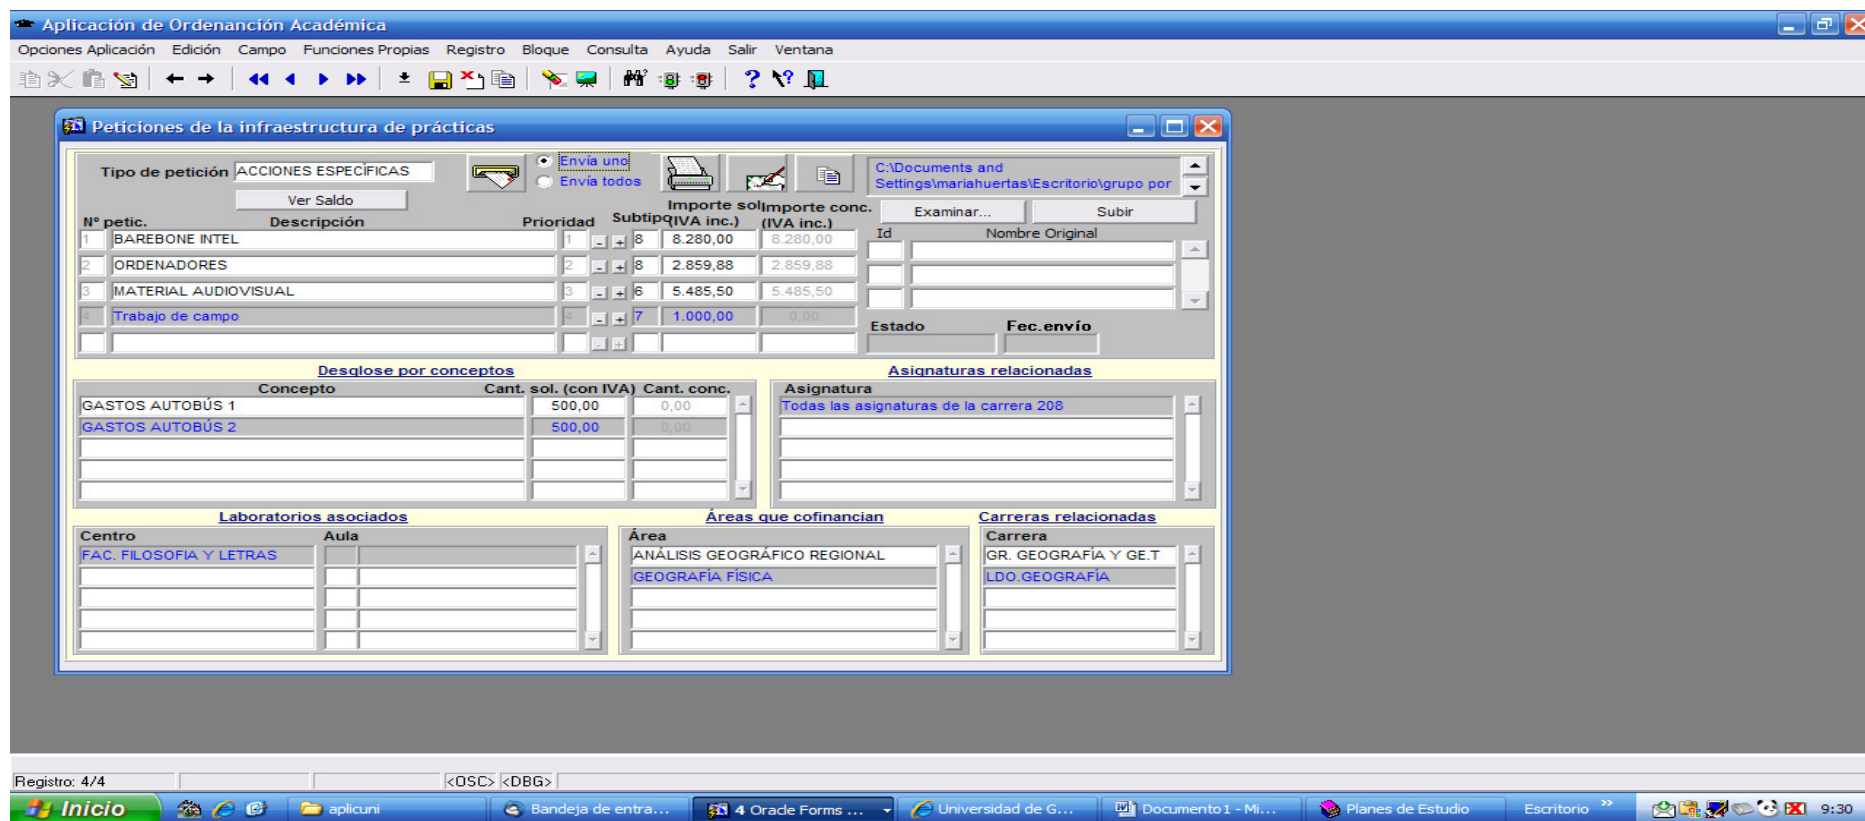 Aplicación de Ordenanción Académica
Opciones Aplicación Edición Campo Funciones Propias Registro Bloque Consulta Ayuda Salir Ventana
Peticiones de la infraestructura de prácticas
Tipo de petición ACCIONES ESPECÍFICAS
Envía uno
Envía todos
C:\Documents and
Settings\mariahuertas\Escritorio\grupo por
Ver Saldo
Examinar... Subir
Nº petic. Descripción Prioridad Subtipo Importe sol (IVA inc.) Importe conc. (IVA inc.)
Id Nombre Original
1 BAREBONE INTEL 1 - + 8 8.280,00 8.280,00
2 ORDENADORES 2 - + 8 2.859,88 2.859,88
3 MATERIAL AUDIOVISUAL 3 - + 6 5.485,50 5.485,50
4 Trabajo de campo 4 - + 7 1.000,00 0,00
- +
Estado Fec.envío
Desglose por conceptos
Concepto Cant. sol. (con IVA) Cant. conc.
GASTOS AUTOBÚS 1 500,00 0,00
GASTOS AUTOBÚS 2 500,00 0,00
Asignaturas relacionadas
Asignatura
Todas las asignaturas de la carrera 208
Laboratorios asociados
Centro Aula
FAC. FILOSOFIA Y LETRAS
Áreas que cofinancian
Área
ANÁLISIS GEOGRÁFICO REGIONAL
GEOGRAFÍA FÍSICA
Carreras relacionadas
Carrera
GR. GEOGRAFÍA Y GE.T
LDO.GEOGRAFÍA
Registro: 4/4 <OSC> <DBG>
Inicio aplicuni Bandeja de entra... 4 Oracle Forms ... Universidad de G... Documento1 - Mi... Planes de Estudio Escritorio » 9:30